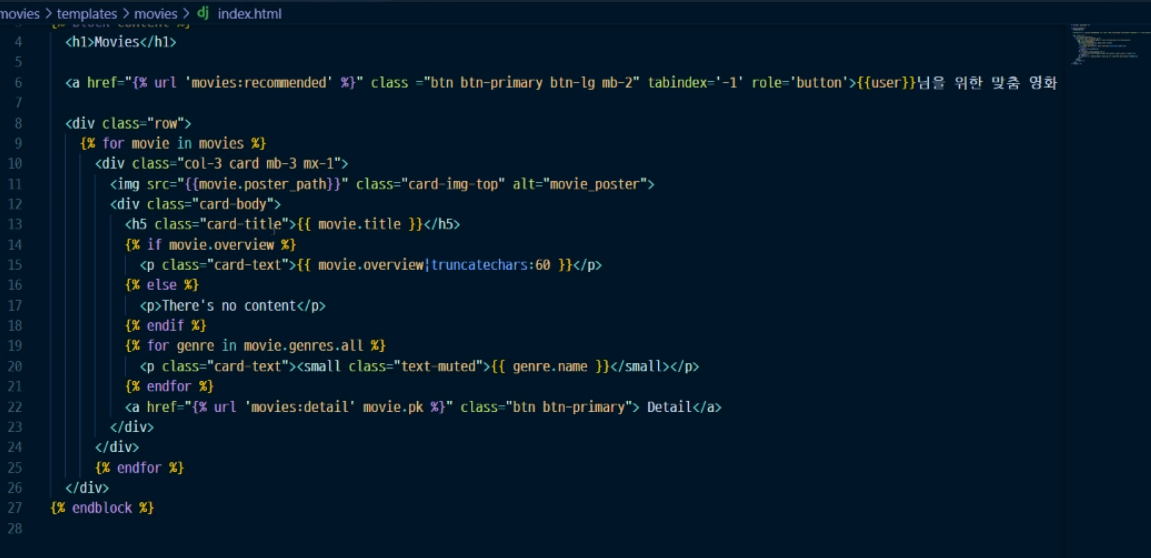 movies > templates > movies > dj index.html
{% block content %}
4 <h1>Movies</h1>
5
6 <a href="{% url 'movies:recommended' %}" class ="btn btn-primary btn-lg mb-2" tabindex='-1' role='button'>{{user}}님을 위한 맞춤 영화
7
8 <div class="row">
9 {% for movie in movies %}
10 <div class="col-3 card mb-3 mx-1">
11 <img src="{{movie.poster_path}}" class="card-img-top" alt="movie_poster">
12 <div class="card-body">
13 <h5 class="card-title">{{ movie.title }}</h5>
14 {% if movie.overview %}
15 <p class="card-text">{{ movie.overview|truncatechars:60 }}</p>
16 {% else %}
17 <p>There's no content</p>
18 {% endif %}
19 {% for genre in movie.genres.all %}
20 <p class="card-text"><small class="text-muted">{{ genre.name }}</small></p>
21 {% endfor %}
22 <a href="{% url 'movies:detail' movie.pk %}" class="btn btn-primary"> Detail</a>
23 </div>
24 </div>
25 {% endfor %}
26 </div>
27 {% endblock %}
28